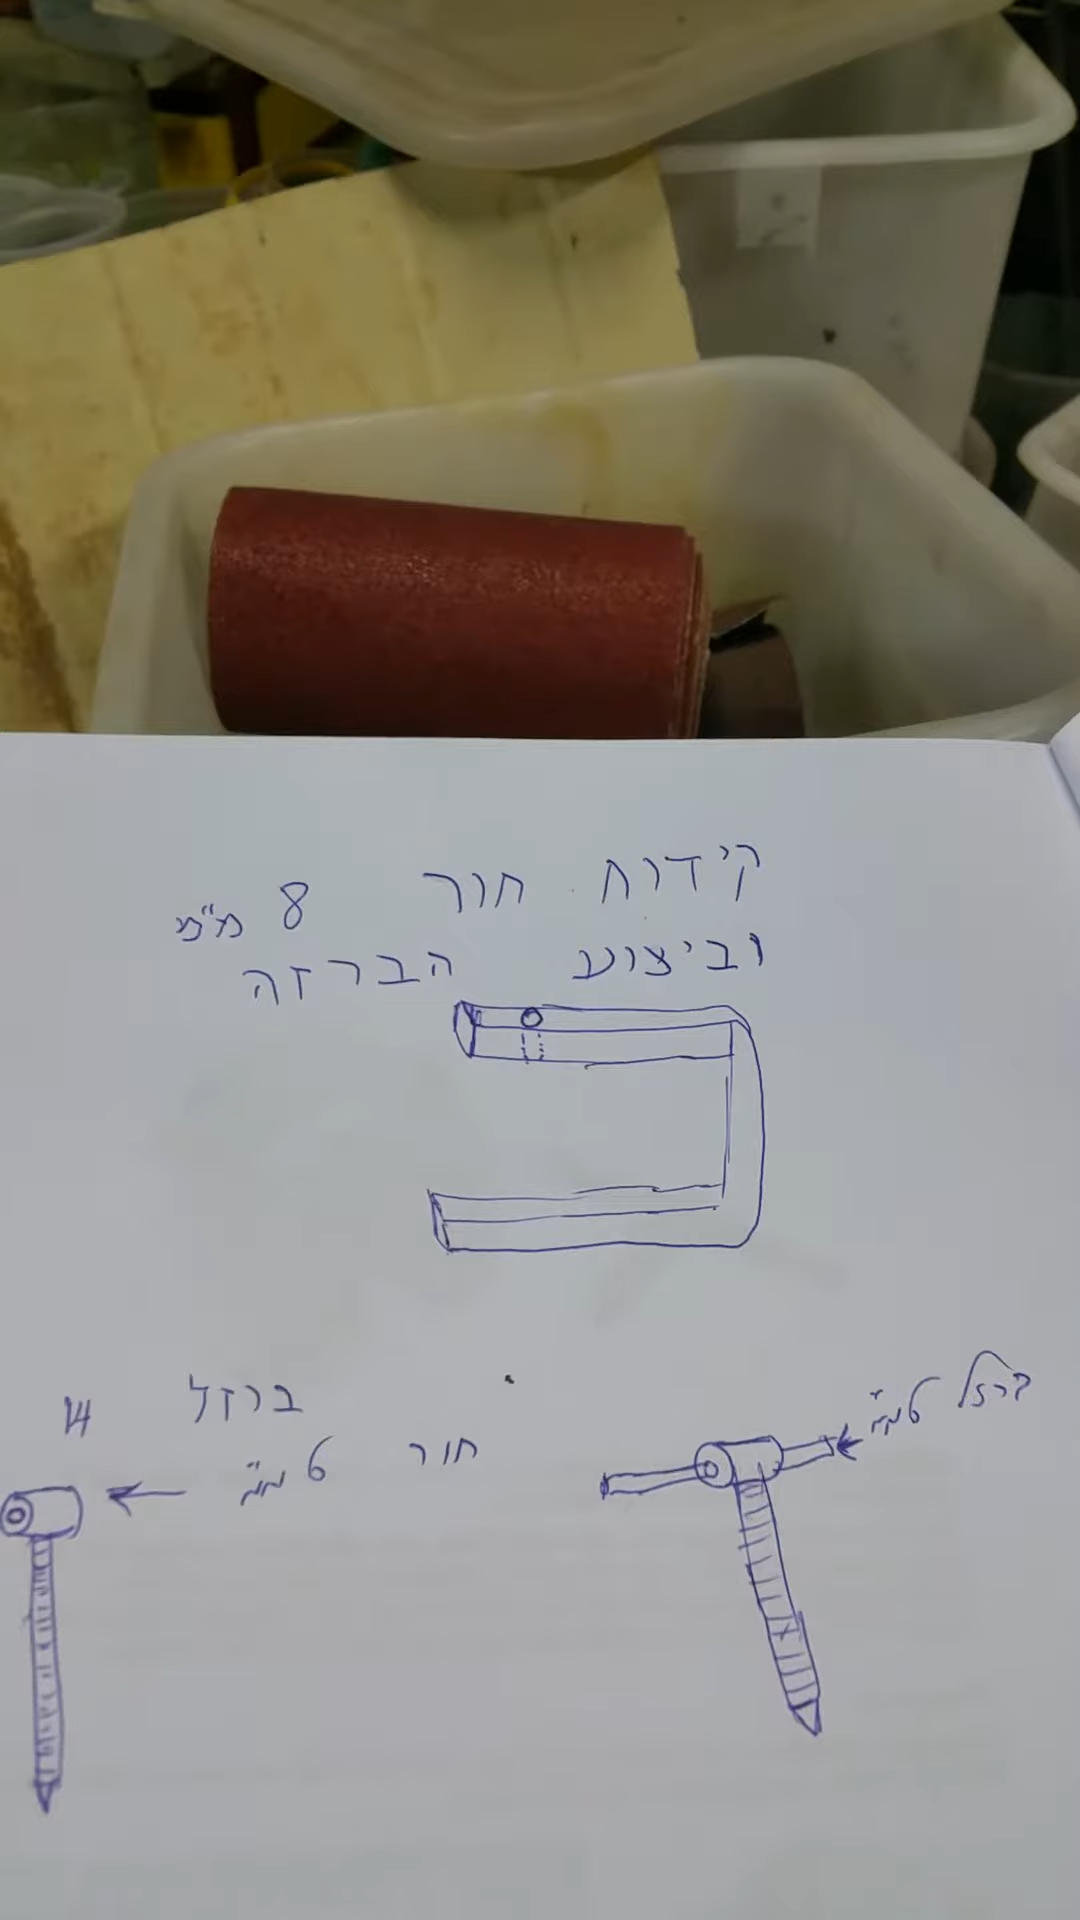 קידוח חור 8 מ"מ
וביצוע הברזה
ברזל 6 מ"מ
ברזל 14
חור 6 מ"מ